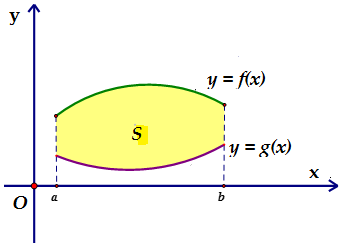 y
y = f(x)
S
y = g(x)
x
O
a
b